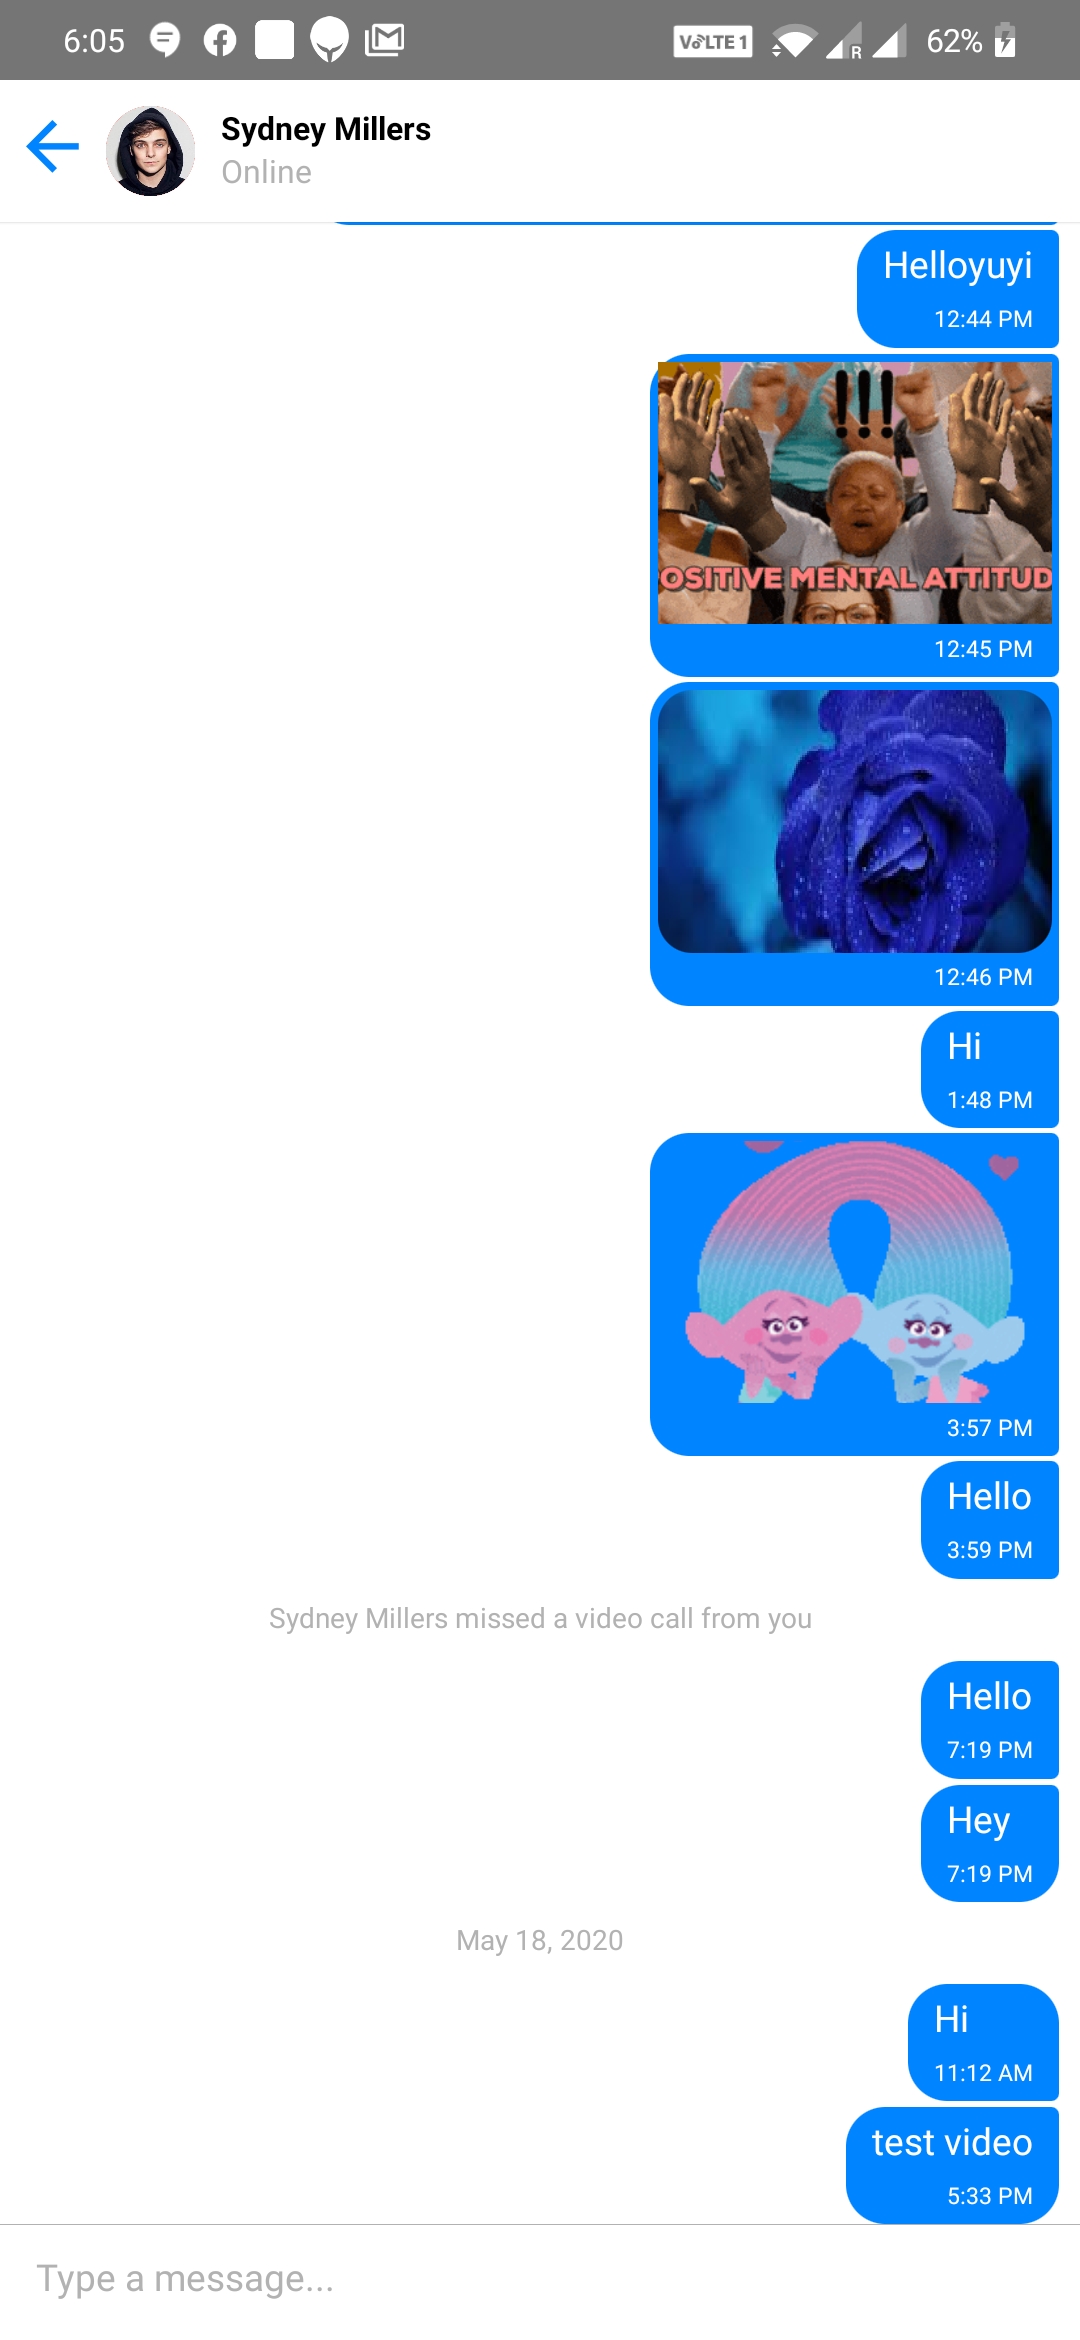 6:05
VoLTE 1
R
62%
Sydney Millers
Online
Helloyuyi
12:44 PM
!!!
OSITIVE MENTAL ATTITUD
12:45 PM
12:46 PM
Hi
1:48 PM
3:57 PM
Hello
3:59 PM
Sydney Millers missed a video call from you
Hello
7:19 PM
Hey
7:19 PM
May 18, 2020
Hi
11:12 AM
test video
5:33 PM
Type a message...